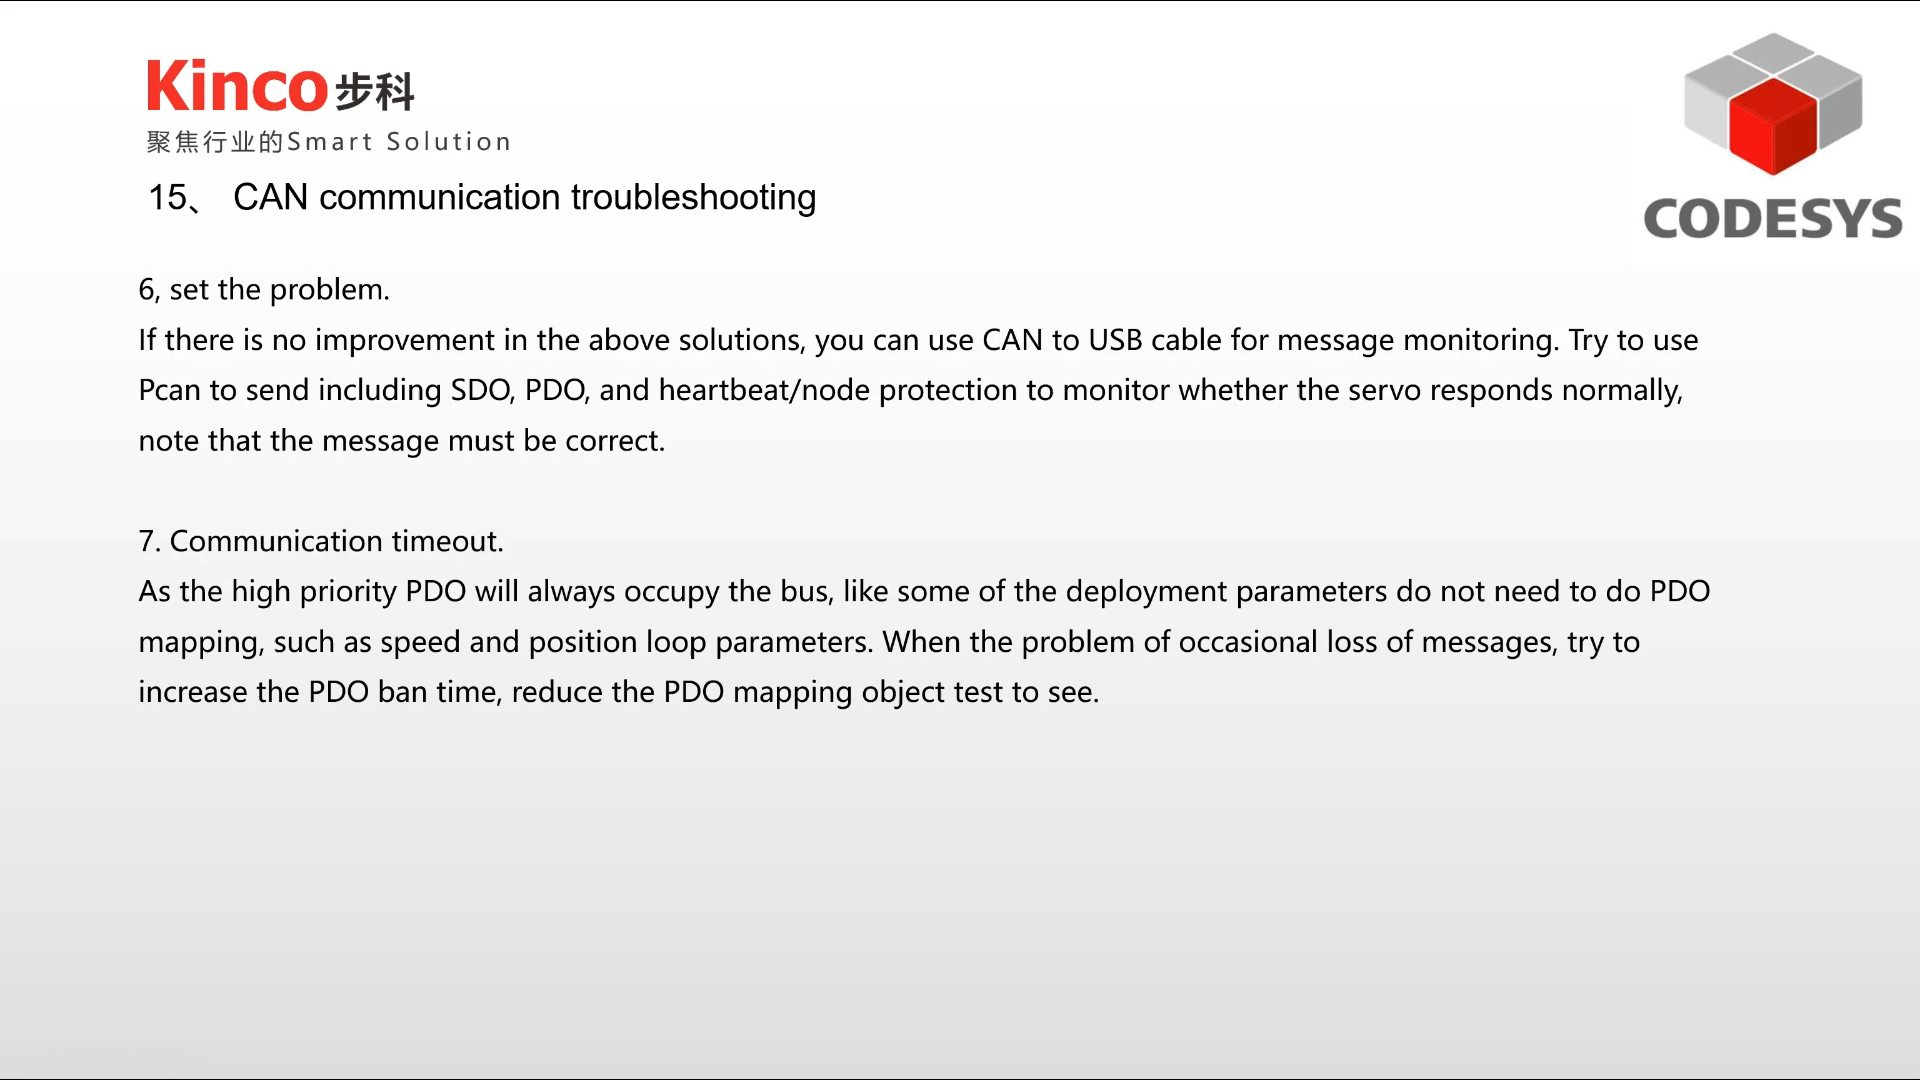 Kinco步科
聚焦行业的Smart Solution
CODESYS
15、 CAN communication troubleshooting
6, set the problem.
If there is no improvement in the above solutions, you can use CAN to USB cable for message monitoring. Try to use
Pcan to send including SDO, PDO, and heartbeat/node protection to monitor whether the servo responds normally,
note that the message must be correct.
7. Communication timeout.
As the high priority PDO will always occupy the bus, like some of the deployment parameters do not need to do PDO
mapping, such as speed and position loop parameters. When the problem of occasional loss of messages, try to
increase the PDO ban time, reduce the PDO mapping object test to see.